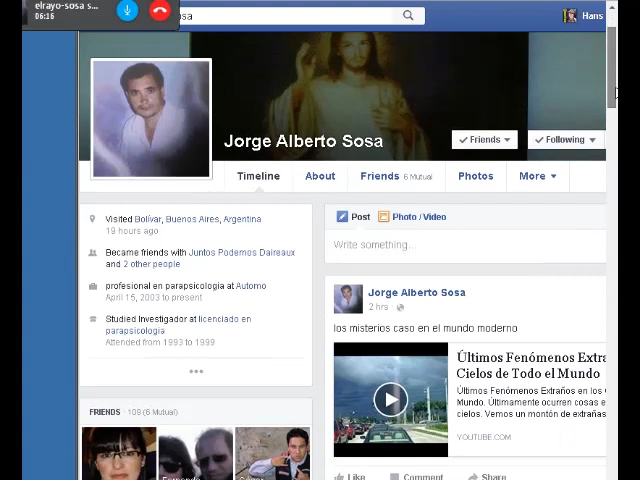 elrayo-sosa s...
06:16
osa
Hans
Jorge Alberto Sosa
Friends
Following
Timeline
About
Friends 6 Mutual
Photos
More
Visited Bolívar, Buenos Aires, Argentina
19 hours ago
Became friends with Juntos Podemos Daireaux
and 2 other people
profesional en parapsicologia at Automo
April 15, 2003 to present
Studied Investigador at licenciado en
parapsicologia
Attended from 1993 to 1999
FRIENDS · 109 (6 Mutual)
Fernando
Post
Photo / Video
Write something...
Jorge Alberto Sosa
2 hrs ·
los misterios caso en el mundo moderno
Últimos Fenómenos Extra
Cielos de Todo el Mundo
Últimos Fenómenos Extraños en los C
Mundo. Últimamente ocurren cosas e
cielos. Vemos un montón de extrañas
YOUTUBE.COM
Like
Comment
Share